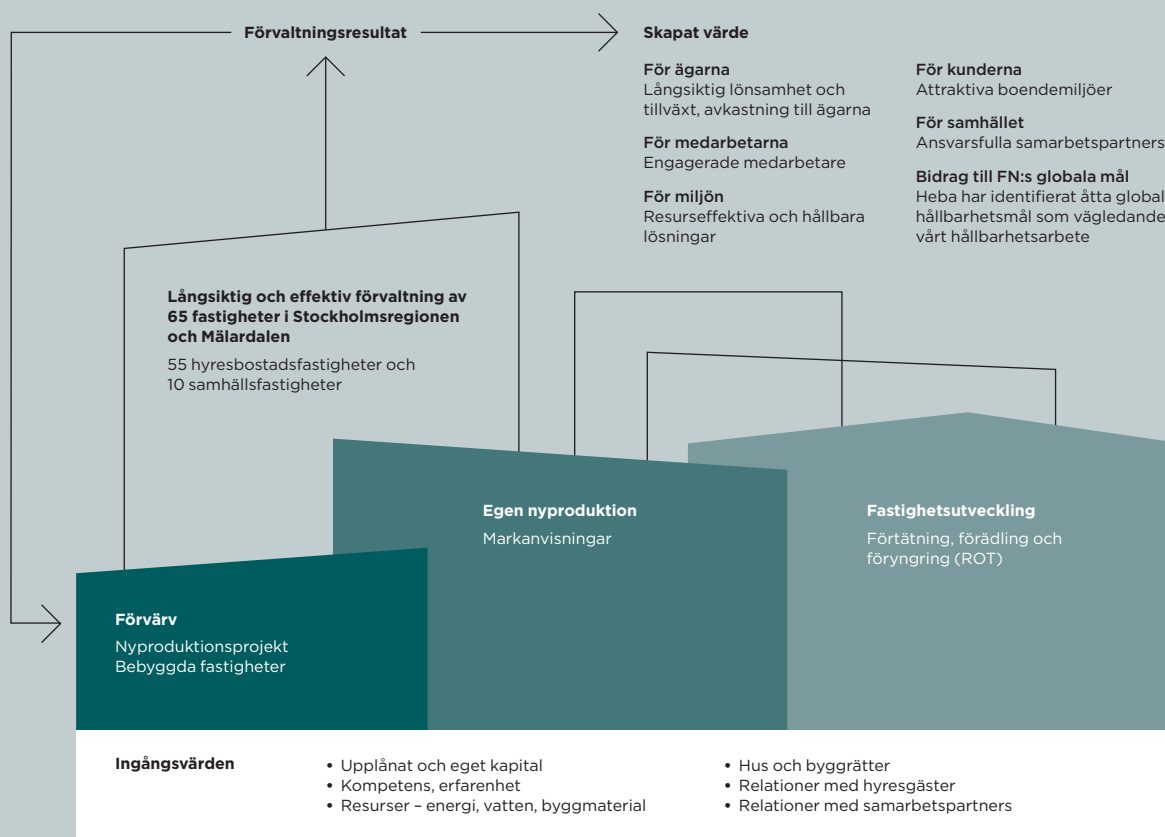 Förvaltningsresultat
Skapat värde
För ägarna
Långsiktig lönsamhet och
tillväxt, avkastning till ägarna
För medarbetarna
Engagerade medarbetare
För miljön
Resurseffektiva och hållbara
lösningar
För kunderna
Attraktiva boendemiljöer
För samhället
Ansvarsfulla samarbetspartners
Bidrag till FN:s globala mål
Heba har identifierat åtta global
hållbarhetsmål som vägledande
vårt hållbarhetsarbete
Långsiktig och effektiv förvaltning av
65 fastigheter i Stockholmsregionen
och Mälardalen
55 hyresbostadsfastigheter och
10 samhällsfastigheter
Egen nyproduktion
Markanvisningar
Fastighetsutveckling
Förtätning, förädling och
föryngring (ROT)
Förvärv
Nyproduktionsprojekt
Bebyggda fastigheter
Ingångsvärden
• Upplånat och eget kapital
• Kompetens, erfarenhet
• Resurser – energi, vatten, byggmaterial
• Hus och byggrätter
• Relationer med hyresgäster
• Relationer med samarbetspartners